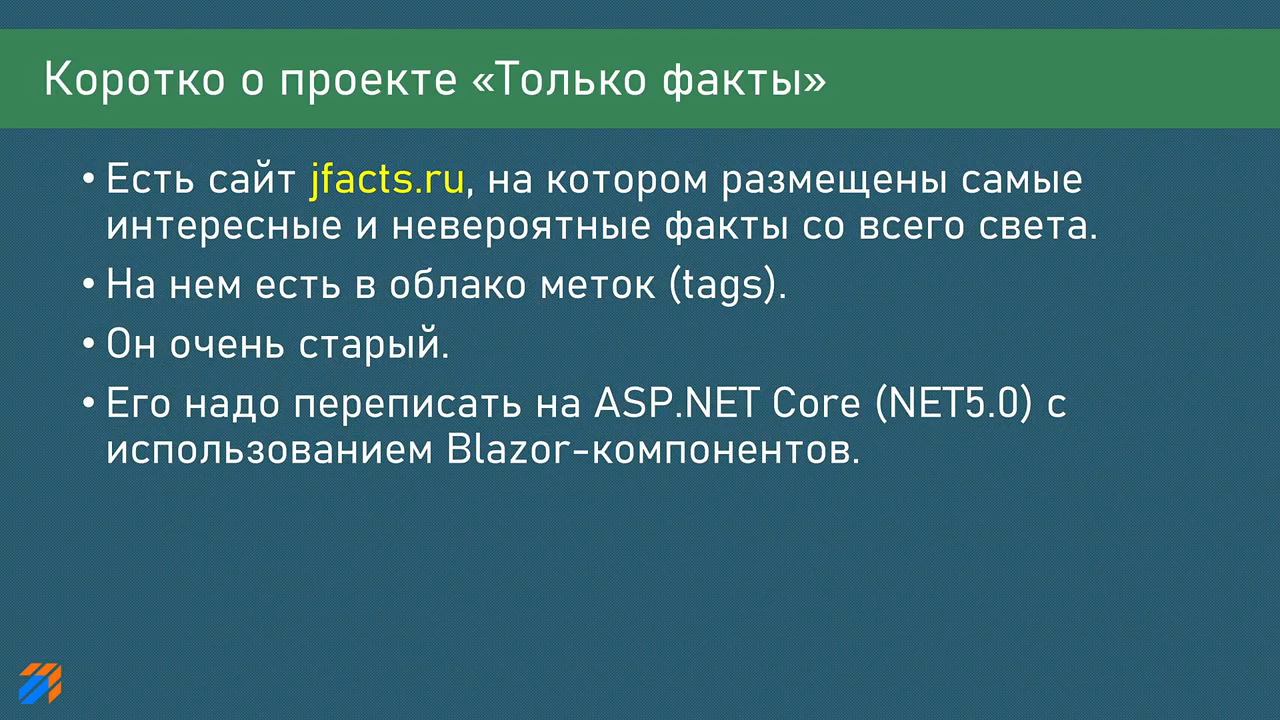 Коротко о проекте «Только факты»
• Есть сайт jfacts.ru, на котором размещены самые
интересные и невероятные факты со всего света.
• На нем есть в облако меток (tags).
• Он очень старый.
• Его надо переписать на ASP.NET Core (NET5.0) с
использованием Blazor-компонентов.